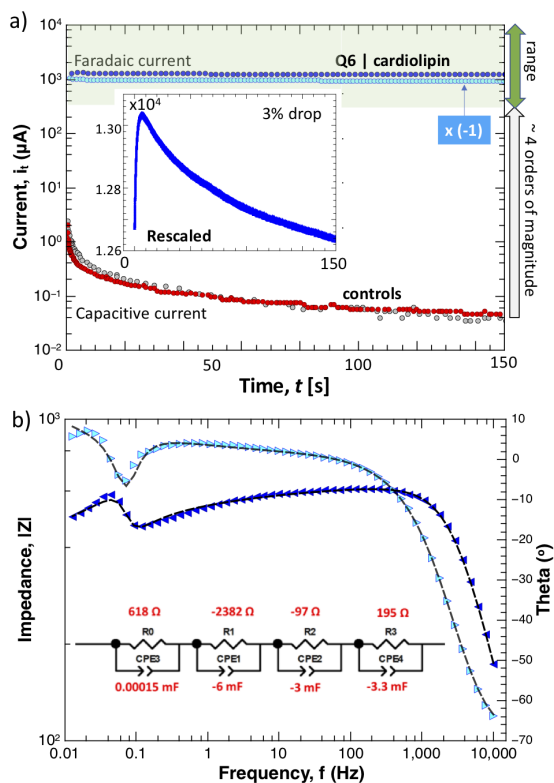 a)
Faradaic current
Q6 | cardiolipin
x (-1)
range
~ 4 orders of magnitude
x10⁴
3% drop
1.30
1.28
1.26
Rescaled
0
150
controls
Capacitive current
Current, iₜ (µA)
10⁴
10³
10²
10¹
10⁰
10⁻¹
10⁻²
0
50
100
150
Time, t [s]
b)
Impedance, |Z|
10³
10²
Theta (º)
10
0
-10
-20
-30
-40
-50
-60
-70
618 Ω
-2382 Ω
-97 Ω
195 Ω
R0
R1
R2
R3
CPE3
CPE1
CPE2
CPE4
0.00015 mF
-6 mF
-3 mF
-3.3 mF
0.01
0.1
1
10
100
1,000
10,000
Frequency, f (Hz)